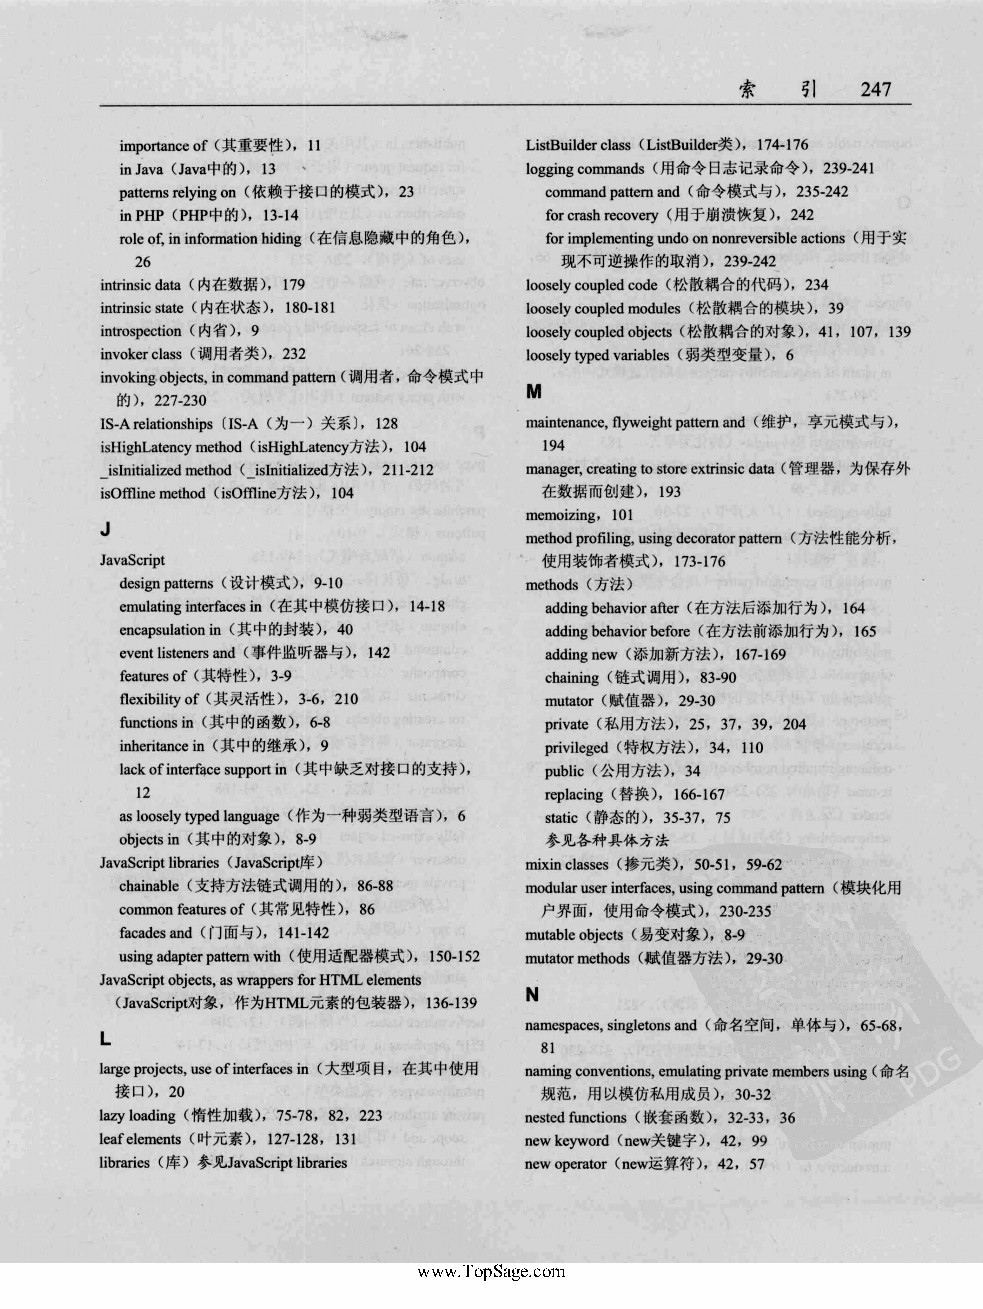 索 引 247
importance of（其重要性），11
in Java（Java中的），13
patterns relying on（依赖于接口的模式），23
in PHP（PHP中的），13-14
role of, in information hiding（在信息隐藏中的角色），
26
intrinsic data（内在数据），179
intrinsic state（内在状态），180-181
introspection（内省），9
invoker class（调用者类），232
invoking objects, in command pattern（调用者，命令模式中
的），227-230
IS-A relationships〔IS-A（为一）关系〕，128
isHighLatency method（isHighLatency方法），104
_isInitialized method（_isInitialized方法），211-212
isOffline method（isOffline方法），104
J
JavaScript
design patterns（设计模式），9-10
emulating interfaces in（在其中模仿接口），14-18
encapsulation in（其中的封装），40
event listeners and（事件监听器与），142
features of（其特性），3-9
flexibility of（其灵活性），3-6，210
functions in（其中的函数），6-8
inheritance in（其中的继承），9
lack of interface support in（其中缺乏对接口的支持），
12
as loosely typed language（作为一种弱类型语言），6
objects in（其中的对象），8-9
JavaScript libraries（JavaScript库）
chainable（支持方法链式调用的），86-88
common features of（其常见特性），86
facades and（门面与），141-142
using adapter pattern with（使用适配器模式），150-152
JavaScript objects, as wrappers for HTML elements
（JavaScript对象，作为HTML元素的包装器），136-139
L
large projects, use of interfaces in（大型项目，在其中使用
接口），20
lazy loading（惰性加载），75-78，82，223
leaf elements（叶元素），127-128，131
libraries（库）参见JavaScript libraries
ListBuilder class（ListBuilder类），174-176
logging commands（用命令日志记录命令），239-241
command pattern and（命令模式与），235-242
for crash recovery（用于崩溃恢复），242
for implementing undo on nonreversible actions（用于实
现不可逆操作的取消），239-242
loosely coupled code（松散耦合的代码），234
loosely coupled modules（松散耦合的模块），39
loosely coupled objects（松散耦合的对象），41，107，139
loosely typed variables（弱类型变量），6
M
maintenance, flyweight pattern and（维护，享元模式与），
194
manager, creating to store extrinsic data（管理器，为保存外
在数据而创建），193
memoizing，101
method profiling, using decorator pattern（方法性能分析，
使用装饰者模式），173-176
methods（方法）
adding behavior after（在方法后添加行为），164
adding behavior before（在方法前添加行为），165
adding new（添加新方法），167-169
chaining（链式调用），83-90
mutator（赋值器），29-30
private（私用方法），25，37，39，204
privileged（特权方法），34，110
public（公用方法），34
replacing（替换），166-167
static（静态的），35-37，75
参见各种具体方法
mixin classes（掺元类），50-51，59-62
modular user interfaces, using command pattern（模块化用
户界面，使用命令模式），230-235
mutable objects（易变对象），8-9
mutator methods（赋值器方法），29-30
N
namespaces, singletons and（命名空间，单体与），65-68，
81
naming conventions, emulating private members using（命名
规范，用以模仿私用成员），30-32
nested functions（嵌套函数），32-33，36
new keyword（new关键字），42，99
new operator（new运算符），42，57
www.TopSage.com